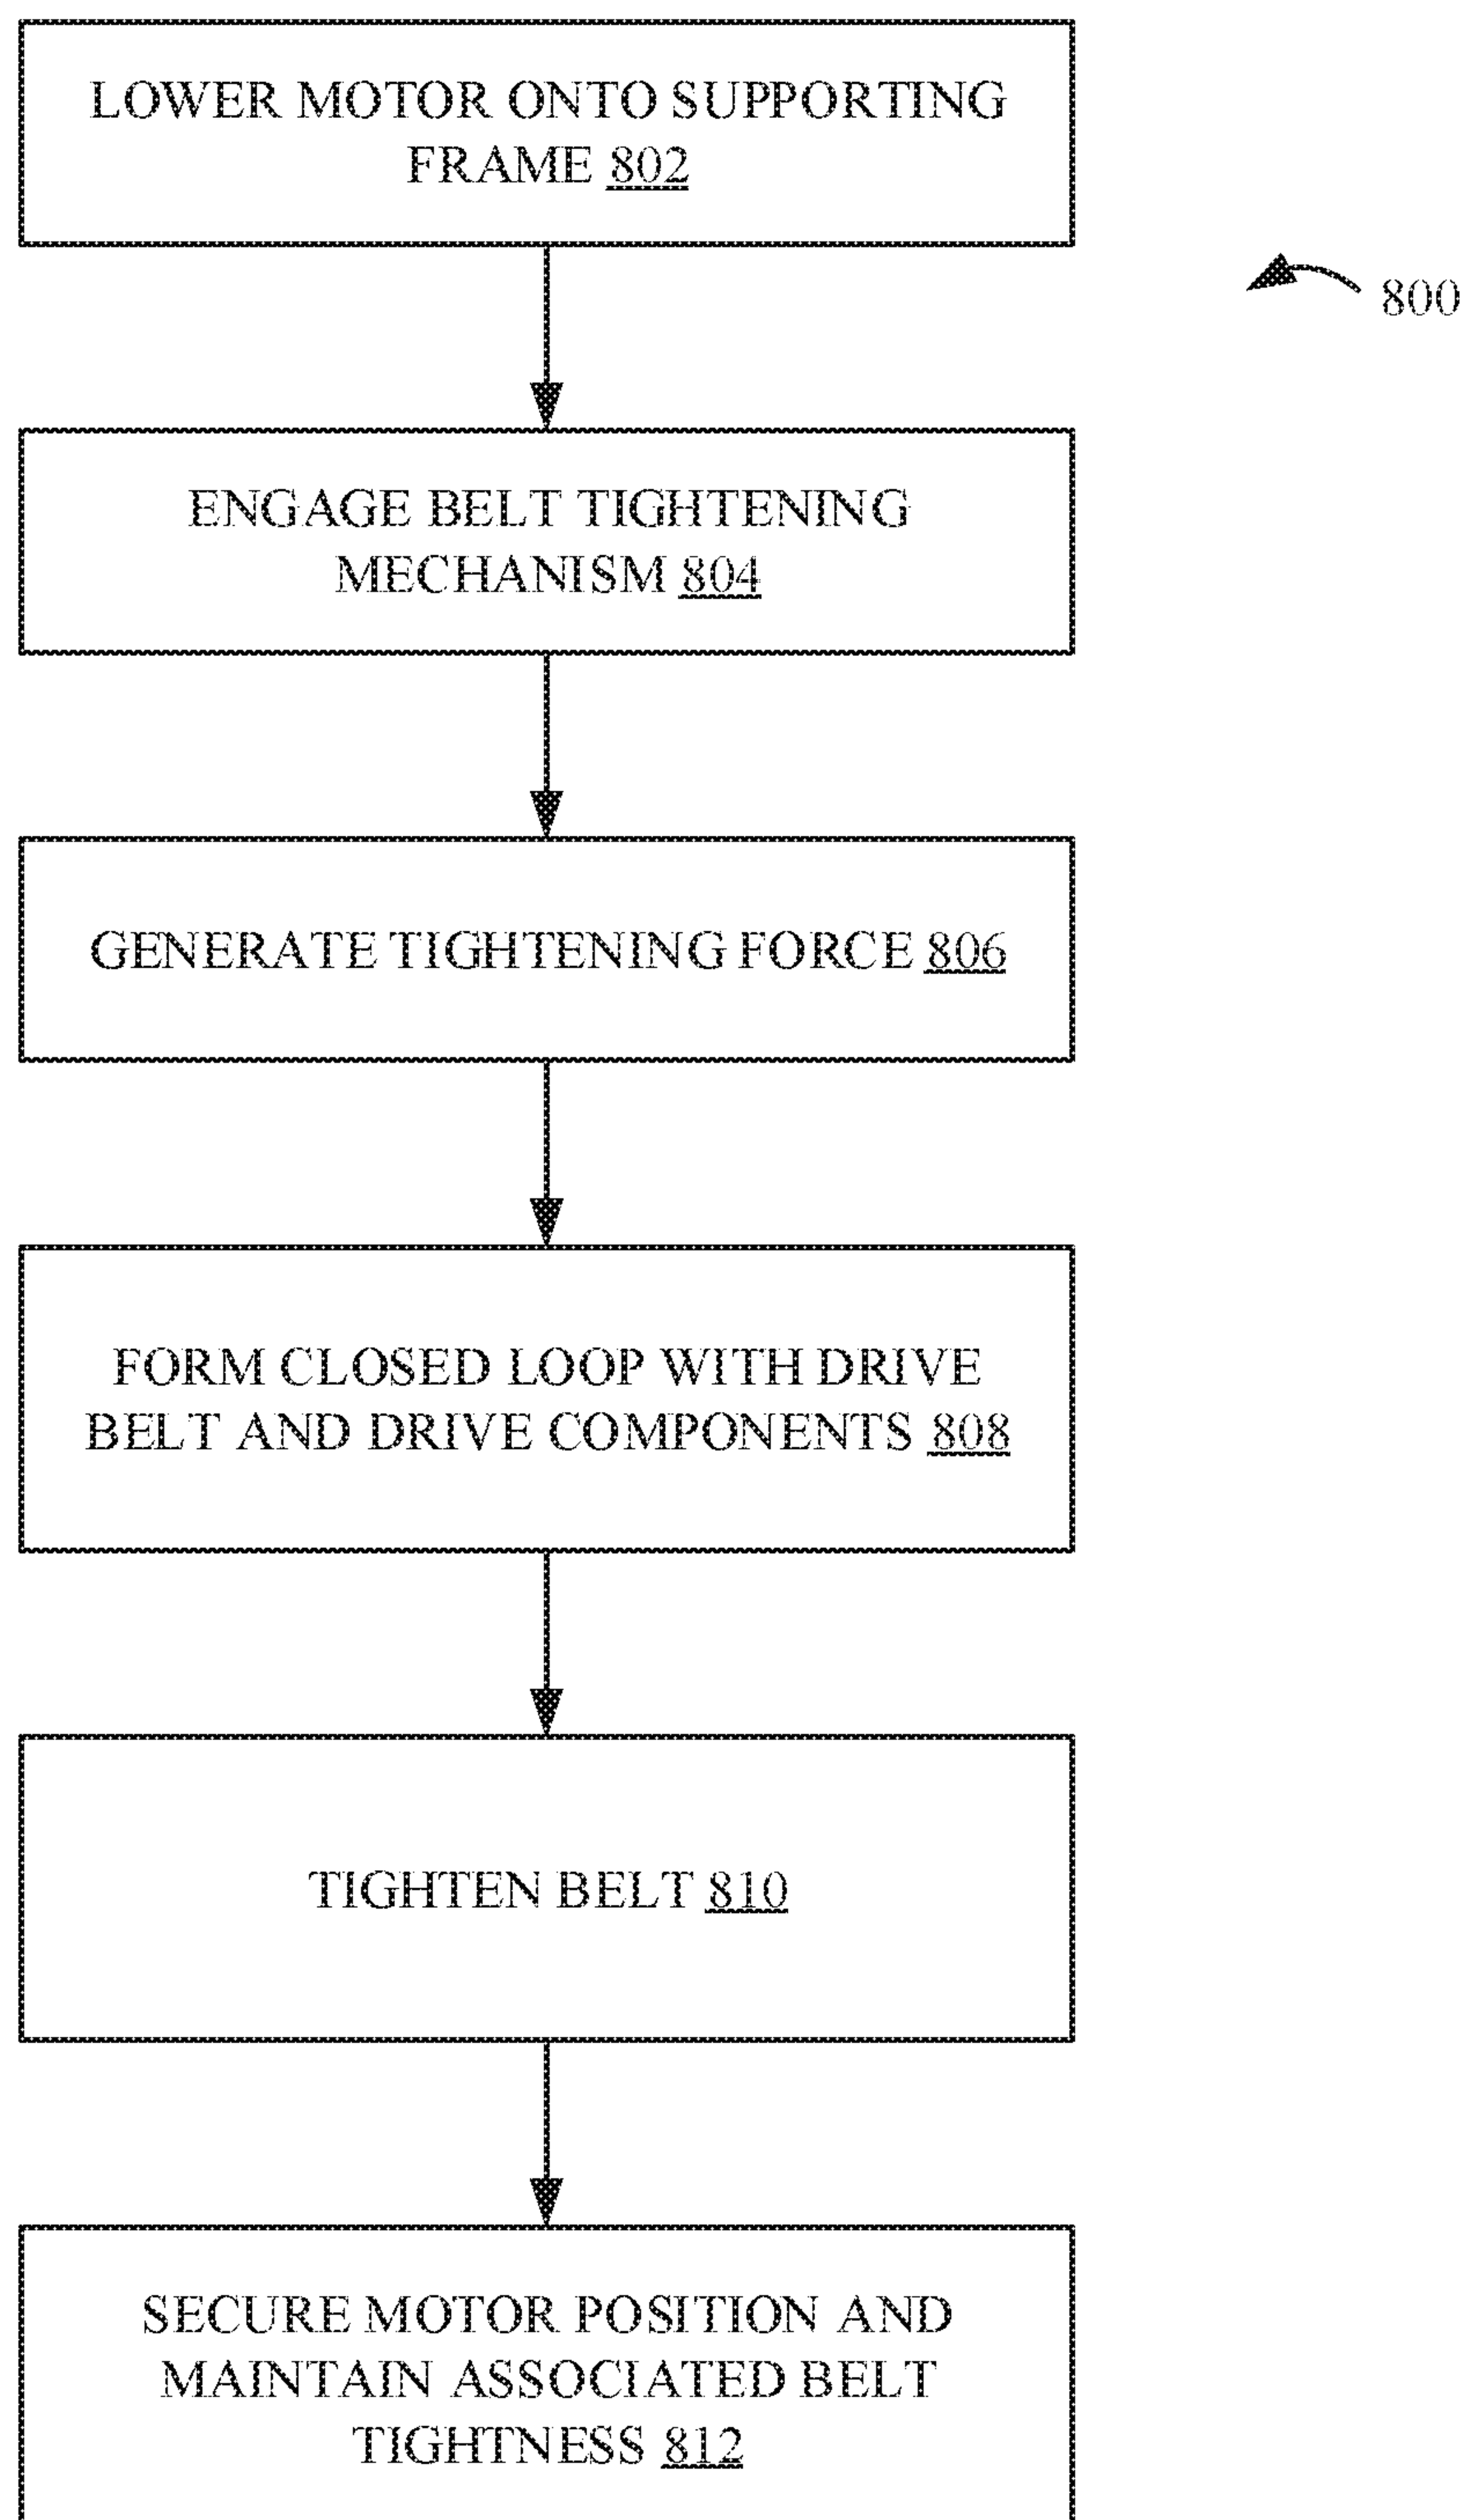 LOWER MOTOR ONTO SUPPORTING
FRAME 802
800
ENGAGE BELT TIGHTENING
MECHANISM 804
GENERATE TIGHTENING FORCE 806
FORM CLOSED LOOP WITH DRIVE
BELT AND DRIVE COMPONENTS 808
TIGHTEN BELT 810
SECURE MOTOR POSITION AND
MAINTAIN ASSOCIATED BELT
TIGHTNESS 812